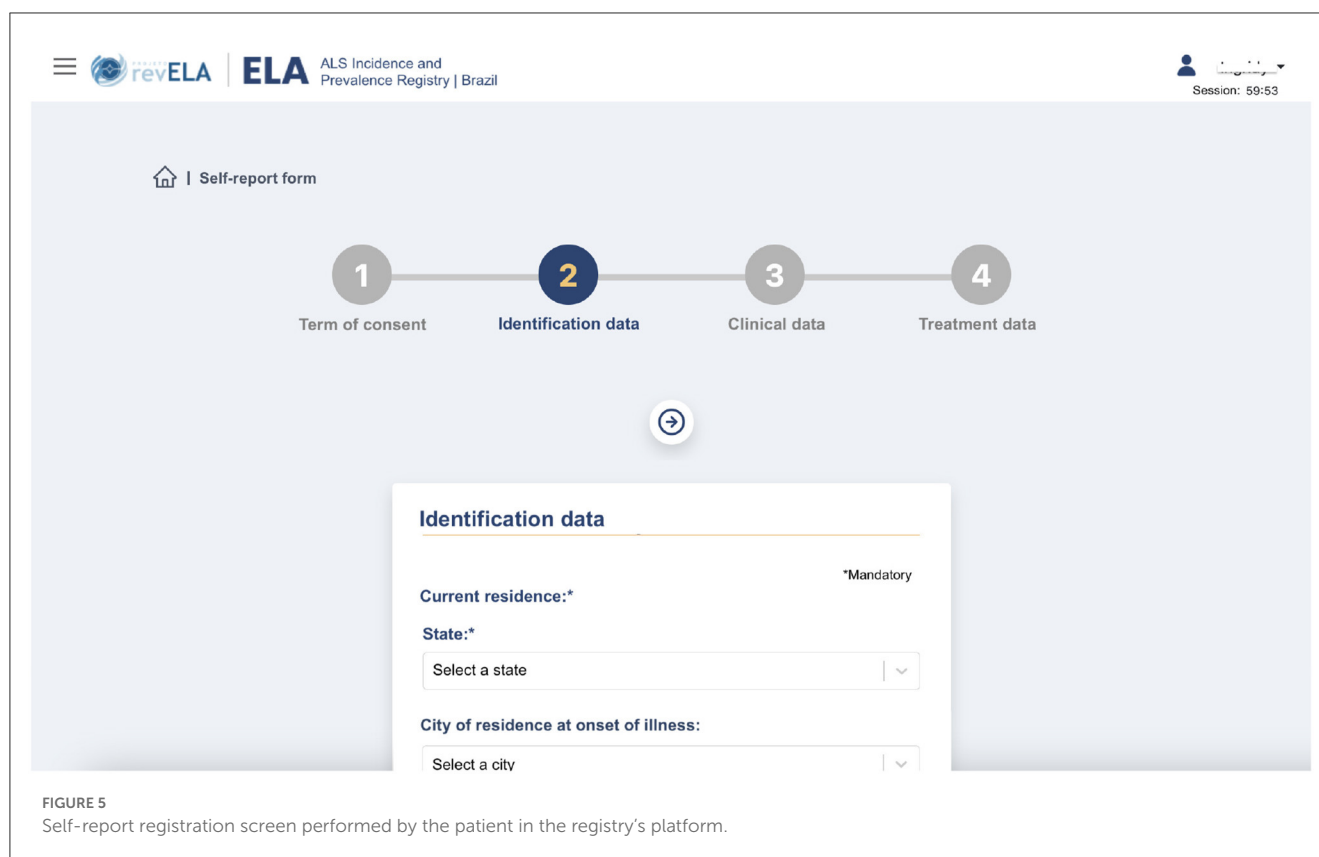 revELA
ELA
ALS Incidence and
Prevalence Registry | Brazil
Session: 59:53
| Self-report form
1
2
3
4
Term of consent
Identification data
Clinical data
Treatment data
Identification data
*Mandatory
Current residence:*
State:*
Select a state
City of residence at onset of illness:
Select a city
FIGURE 5
Self-report registration screen performed by the patient in the registry's platform.